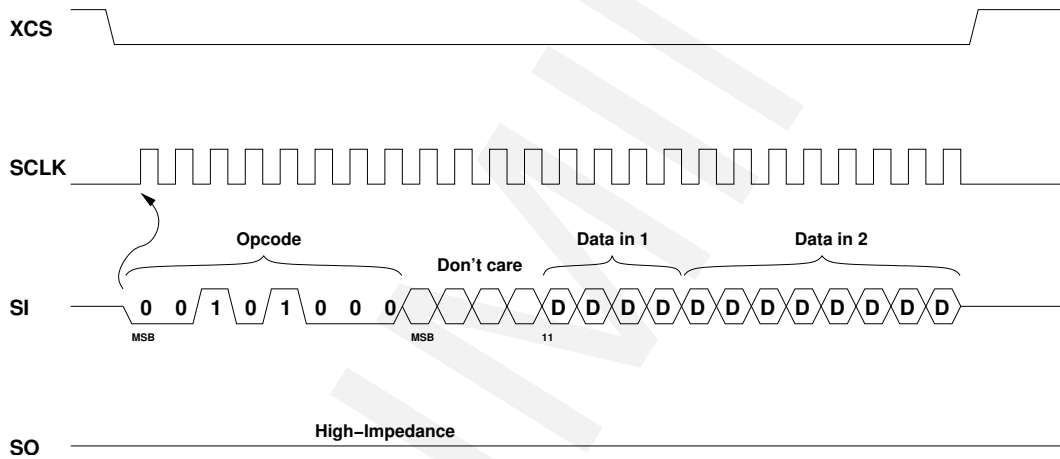 XCS
SCLK
Opcode
Don't care
Data in 1
Data in 2
SI
0 0 1 0 1 0 0 0 D D D D D D D D D D D D
MSB
MSB
11
High-Impedance
SO